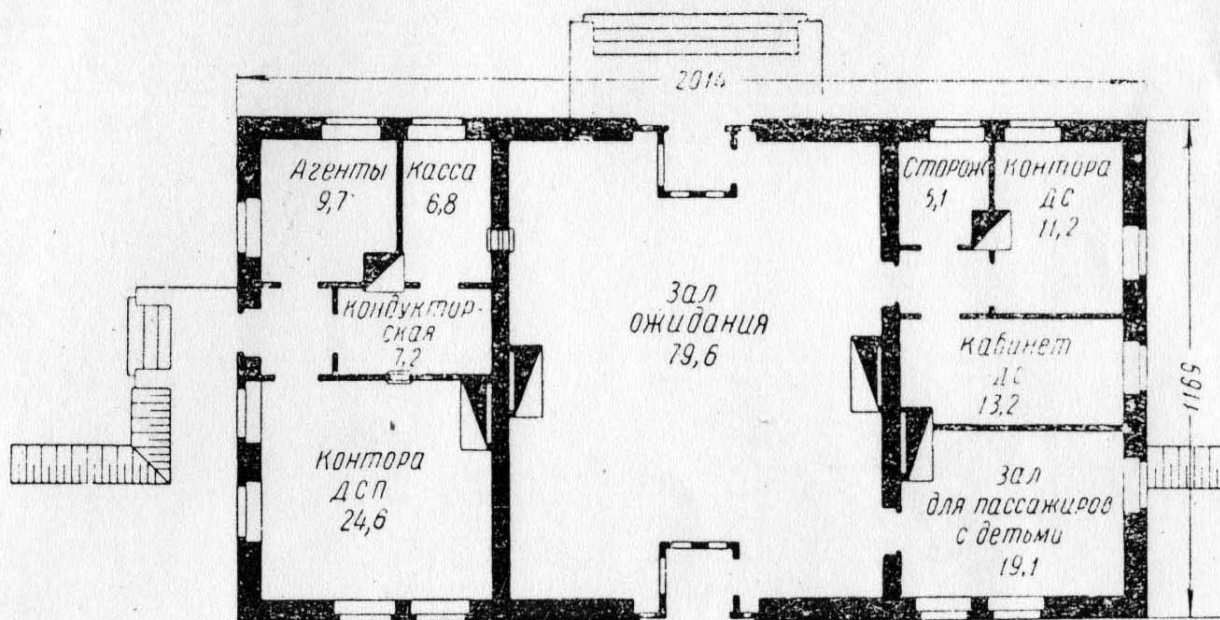 2014
Агенты
9,7
Касса
6,8
Сторож
5,1
Контора
ДС
11,2
Кондуктор-
ская
7,2
Зал
ожидания
79,6
Кабинет
ДС
13,2
1169
Контора
ДСП
24,6
Зал
для пассажиров
с детьми
19,1